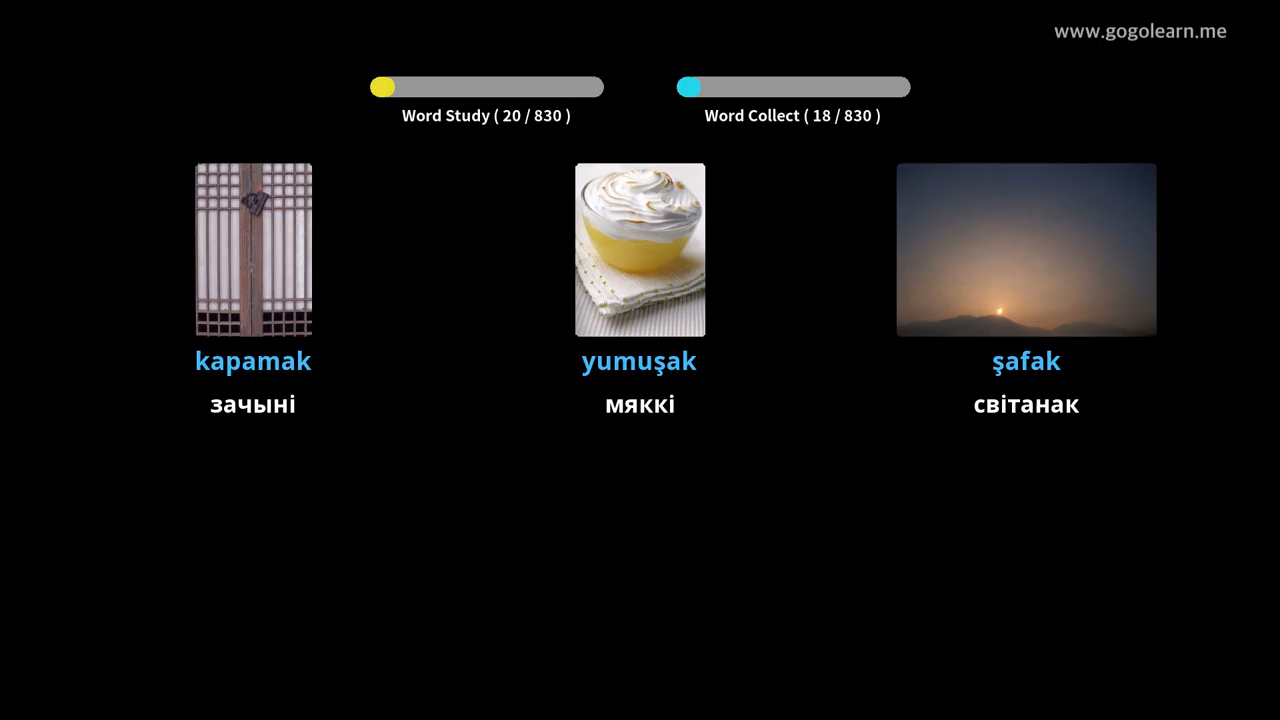 www.gogolearn.me
Word Study ( 20 / 830 )
Word Collect ( 18 / 830 )
kapamak
yumuşak
şafak
зачыні
мяккі
світанак